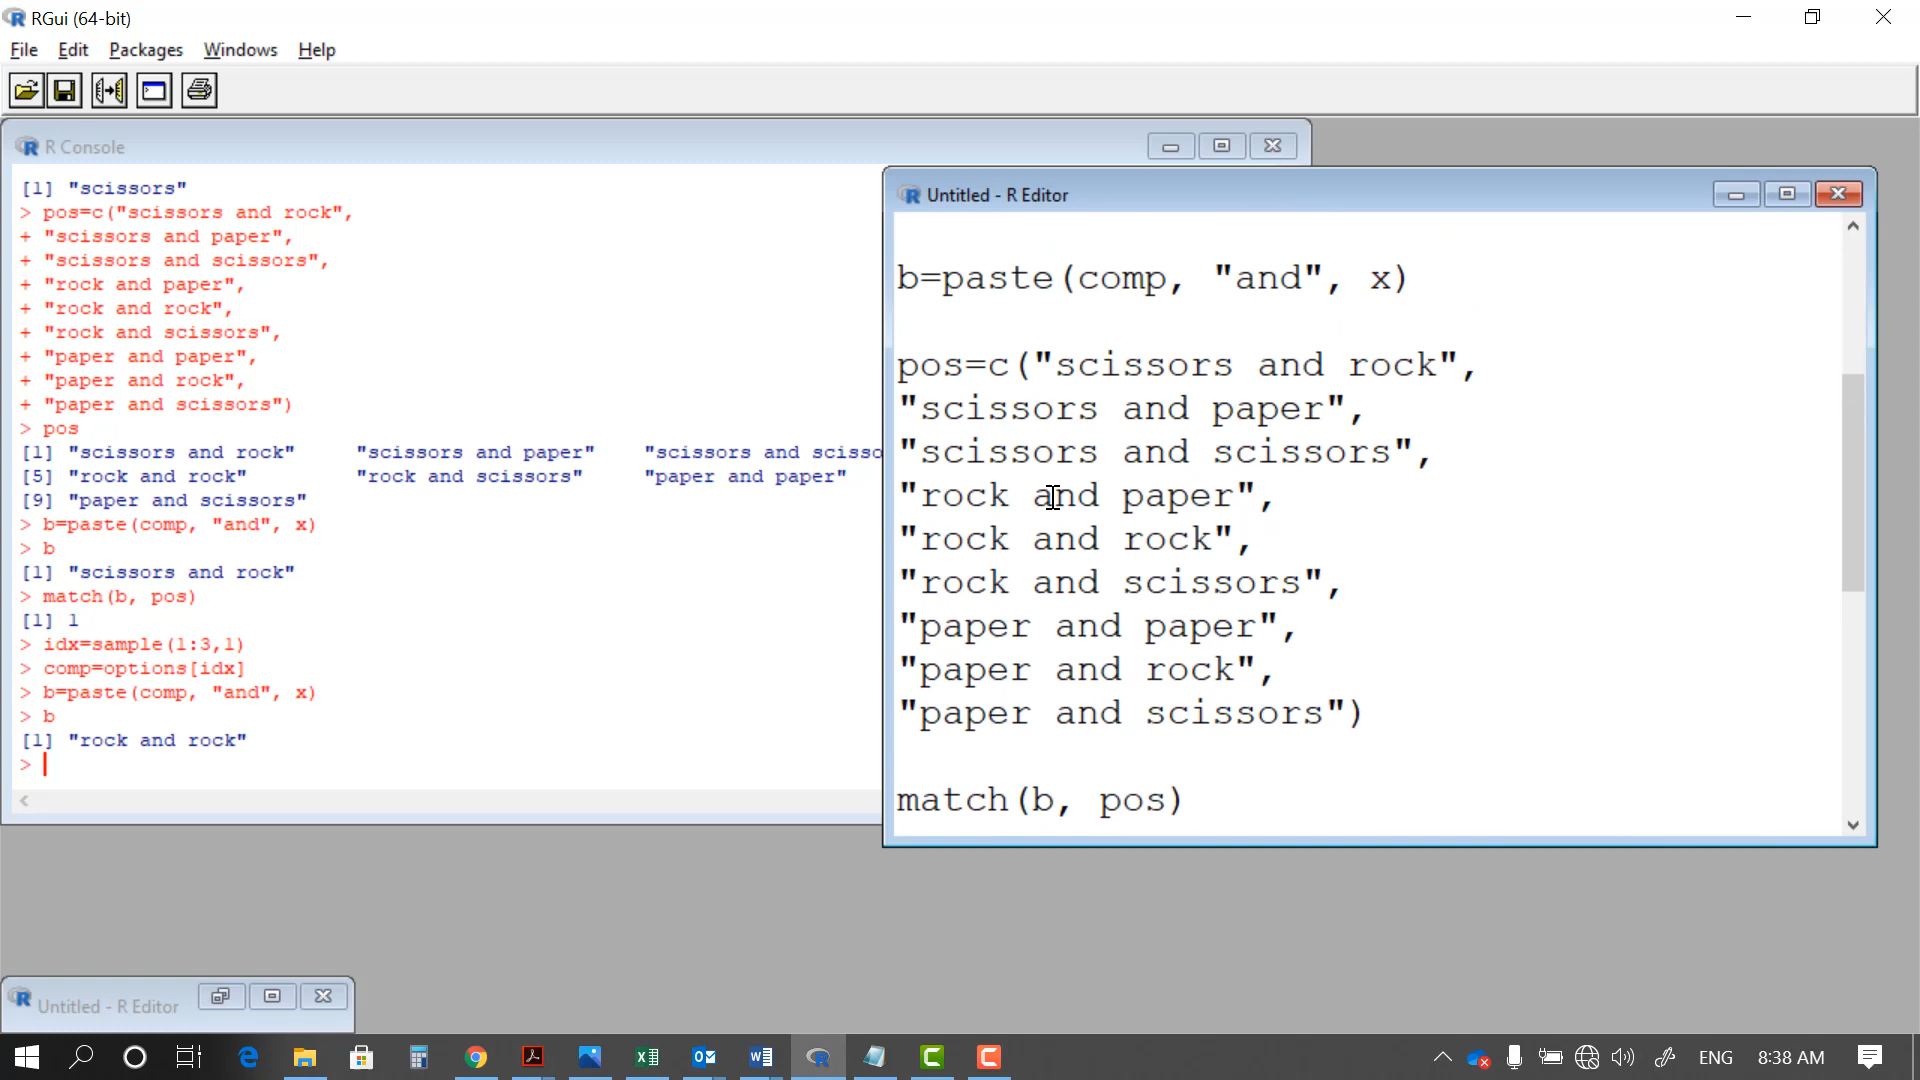 RGui (64-bit)
File Edit Packages Windows Help
R Console
[1] "scissors"
> pos=c("scissors and rock",
+ "scissors and paper",
+ "scissors and scissors",
+ "rock and paper",
+ "rock and rock",
+ "rock and scissors",
+ "paper and paper",
+ "paper and rock",
+ "paper and scissors")
> pos
[1] "scissors and rock" "scissors and paper" "scissors and scisso
[5] "rock and rock" "rock and scissors" "paper and paper"
[9] "paper and scissors"
> b=paste(comp, "and", x)
> b
[1] "scissors and rock"
> match(b, pos)
[1] 1
> idx=sample(1:3,1)
> comp=options[idx]
> b=paste(comp, "and", x)
> b
[1] "rock and rock"
>
Untitled - R Editor
b=paste(comp, "and", x)
pos=c("scissors and rock",
"scissors and paper",
"scissors and scissors",
"rock and paper",
"rock and rock",
"rock and scissors",
"paper and paper",
"paper and rock",
"paper and scissors")
match(b, pos)
Untitled - R Editor
ENG 8:38 AM